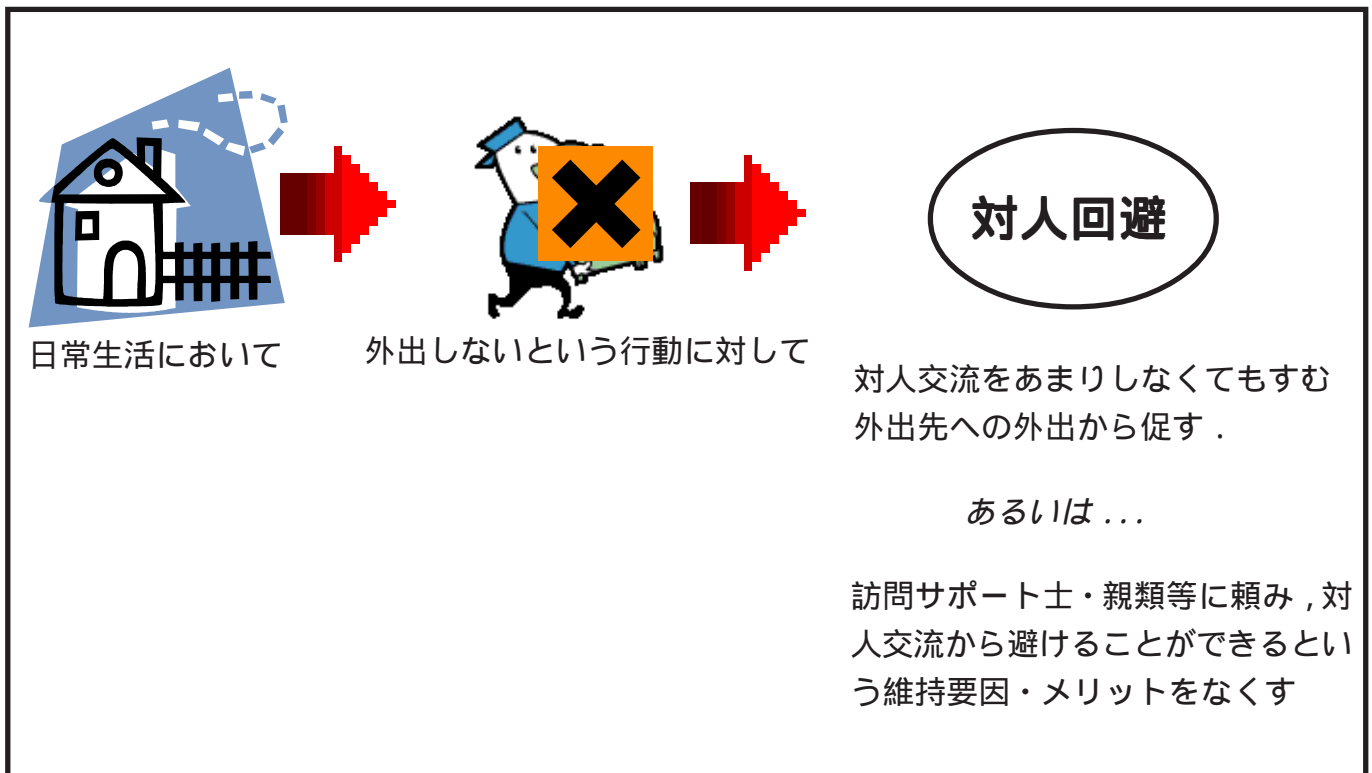 対人回避
日常生活において
外出しないという行動に対して
対人交流をあまりしなくてもすむ
外出先への外出から促す．
あるいは ...
訪問サポート士・親類等に頼み，対
人交流から避けることができるとい
う維持要因・メリットをなくす